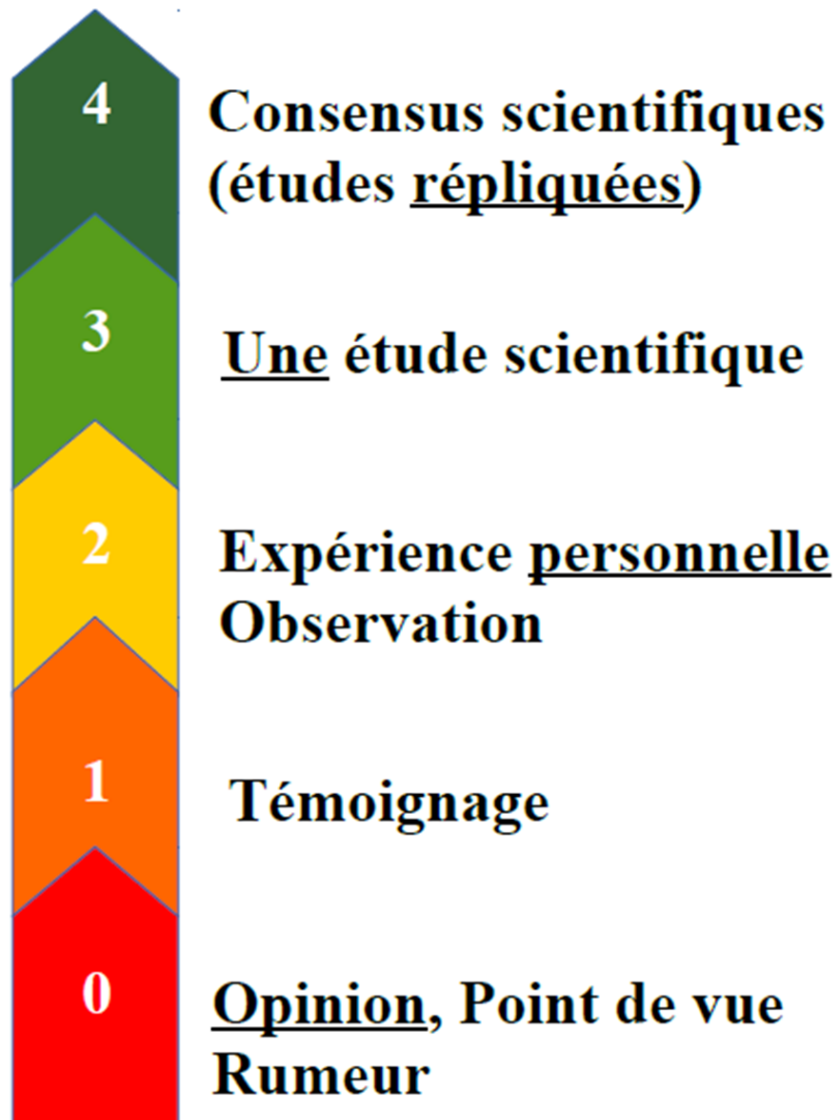 4
Consensus scientifiques
(études répliquées)
3
Une étude scientifique
2
Expérience personnelle
Observation
1
Témoignage
0
Opinion, Point de vue
Rumeur